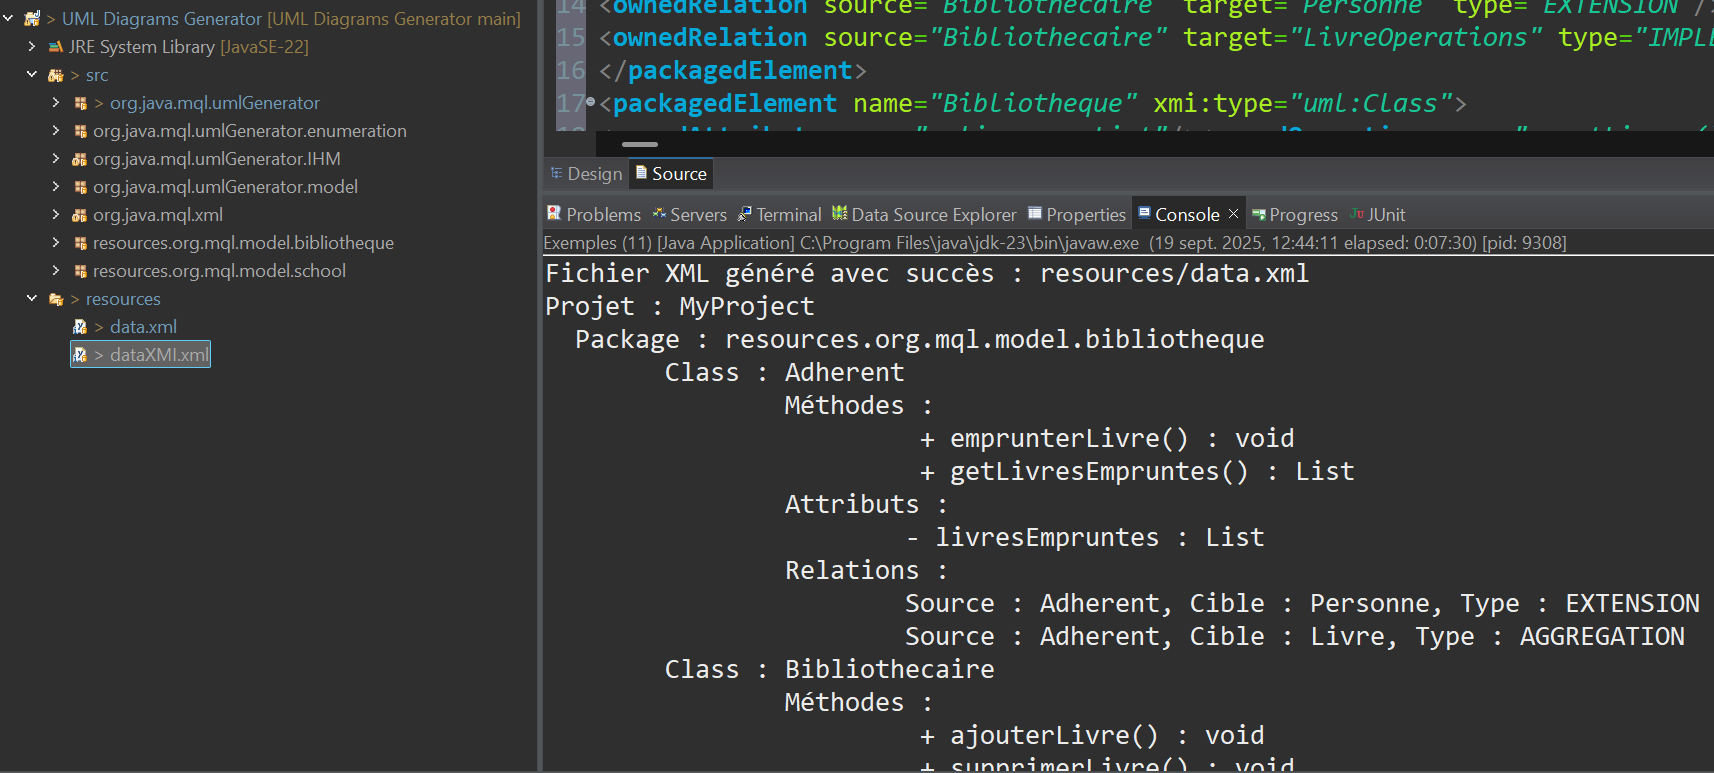 > UML Diagrams Generator [UML Diagrams Generator main]
JRE System Library [JavaSE-22]
> src
> org.java.mql.umlGenerator
org.java.mql.umlGenerator.enumeration
org.java.mql.umlGenerator.IHM
org.java.mql.umlGenerator.model
org.java.mql.xml
resources.org.mql.model.bibliotheque
resources.org.mql.model.school
> resources
> data.xml
> dataXMI.xml
14 <ownedRelation source="Bibliothecaire" target="Personne" type="EXTENSION"/>
15 <ownedRelation source="Bibliothecaire" target="LivreOperations" type="IMPLE
16 </packagedElement>
17 <packagedElement name="Bibliotheque" xmi:type="uml:Class">
Design Source
Problems Servers Terminal Data Source Explorer Properties Console Progress JUnit
Exemples (11) [Java Application] C:\Program Files\java\jdk-23\bin\javaw.exe (19 sept. 2025, 12:44:11 elapsed: 0:07:30) [pid: 9308]
Fichier XML généré avec succès : resources/data.xml
Projet : MyProject
Package : resources.org.mql.model.bibliotheque
Class : Adherent
Méthodes :
+ emprunterLivre() : void
+ getLivresEmpruntes() : List
Attributs :
- livresEmpruntes : List
Relations :
Source : Adherent, Cible : Personne, Type : EXTENSION
Source : Adherent, Cible : Livre, Type : AGGREGATION
Class : Bibliothecaire
Méthodes :
+ ajouterLivre() : void
+ supprimerLivre() : void